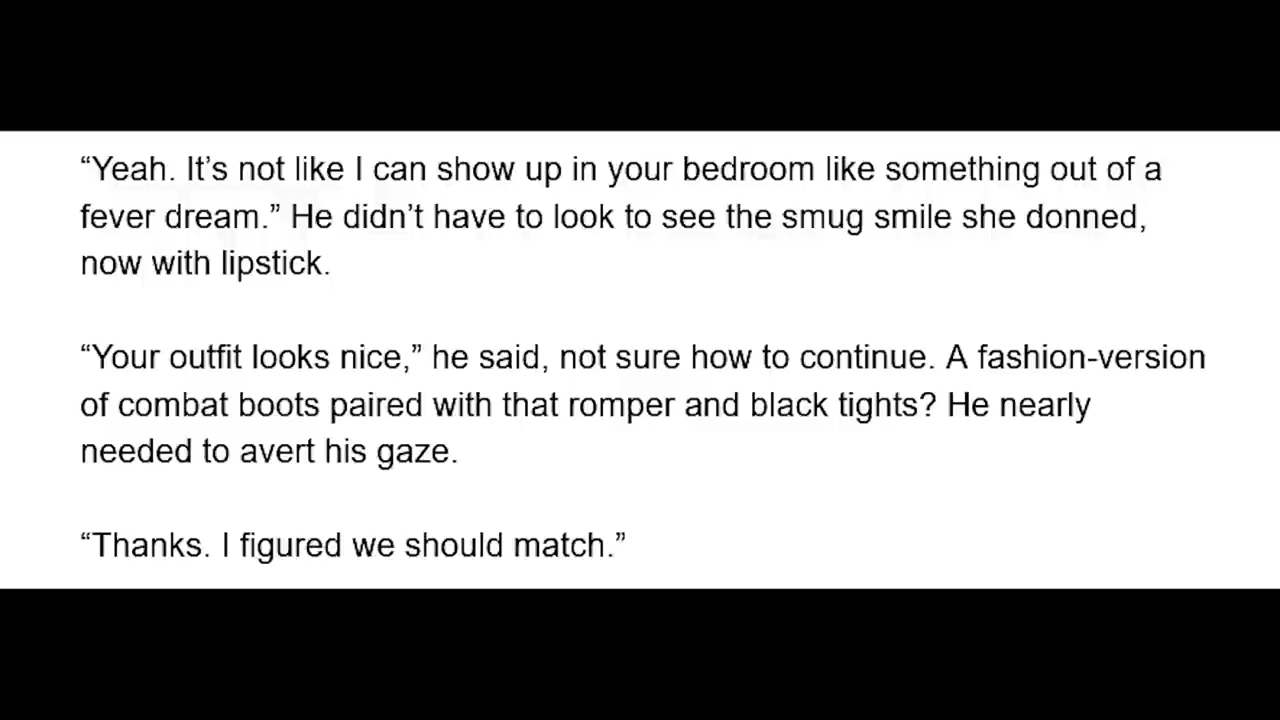 “Yeah. It’s not like I can show up in your bedroom like something out of a
fever dream.” He didn’t have to look to see the smug smile she donned,
now with lipstick.
“Your outfit looks nice,” he said, not sure how to continue. A fashion-version
of combat boots paired with that romper and black tights? He nearly
needed to avert his gaze.
“Thanks. I figured we should match.”